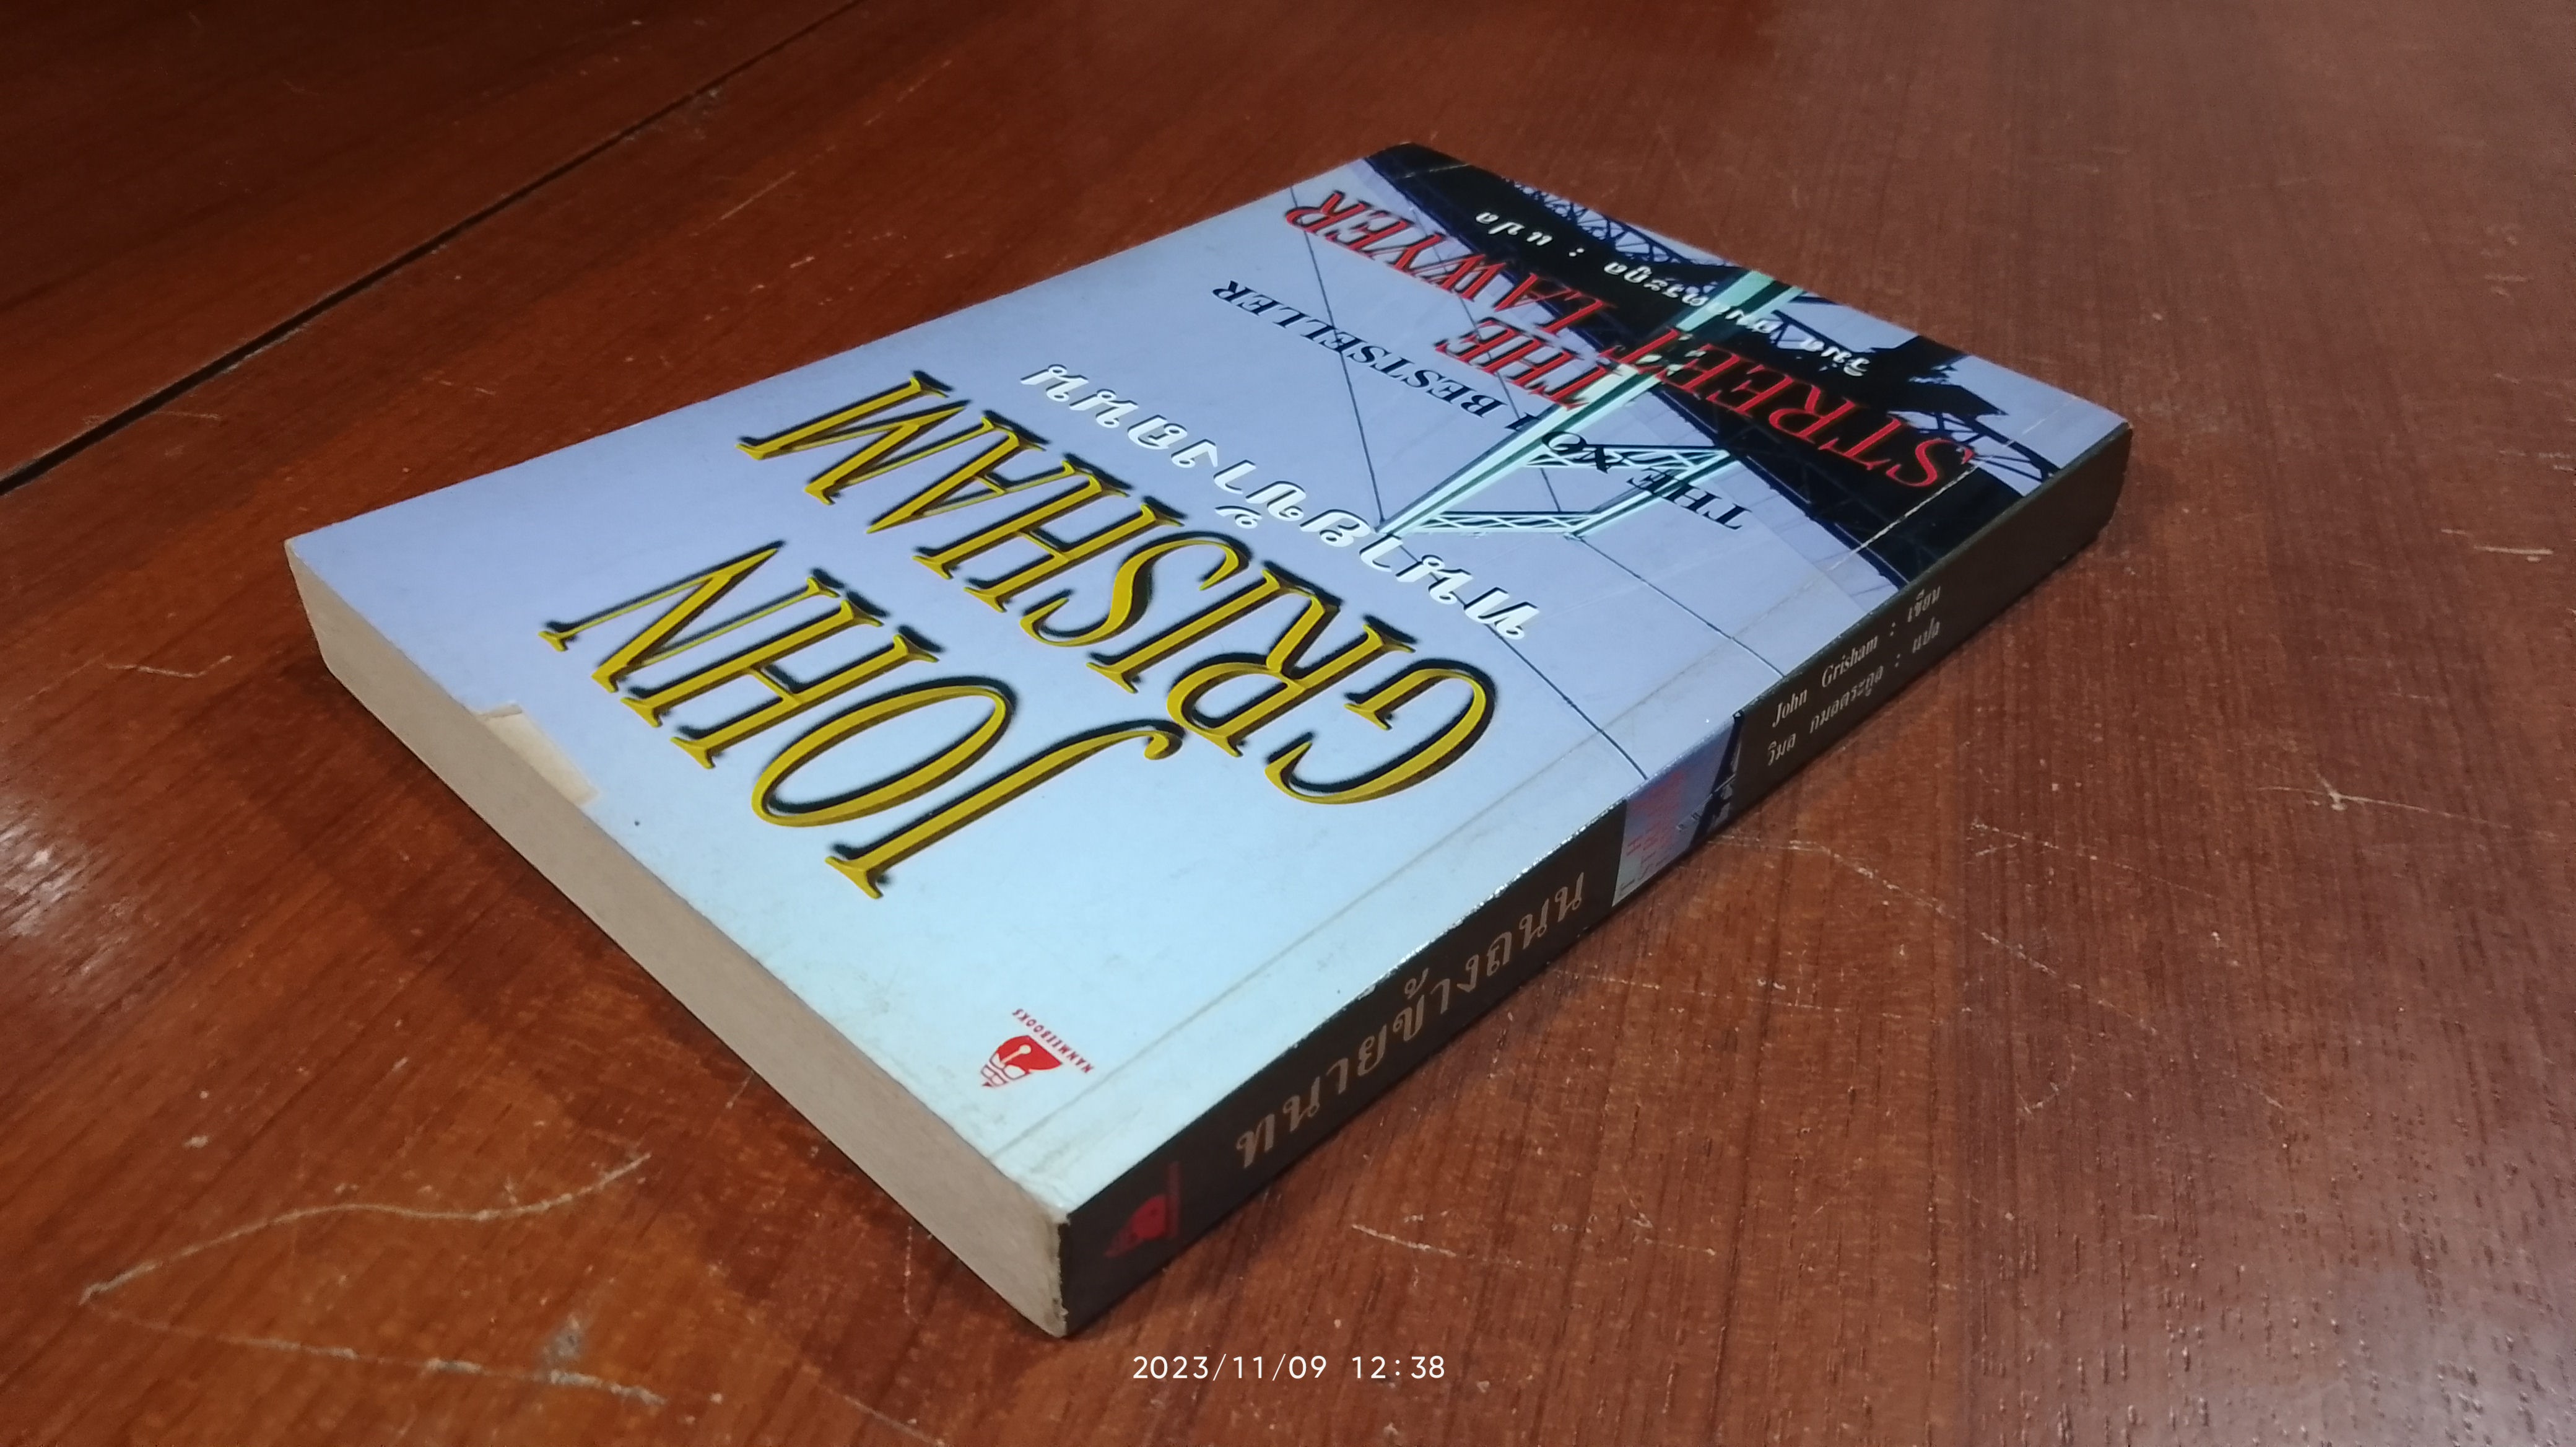 NANMEEBOOKS
JOHN
GRISHAM
ทนายข้างถนน
THE #1 BESTSELLER
THE
STREET LAWYER
วิมล กมลตระกูล : แปล
ทนายข้างถนน
John Grisham : เขียน
วิมล กมลตระกูล : แปล
2023/11/09 12:38